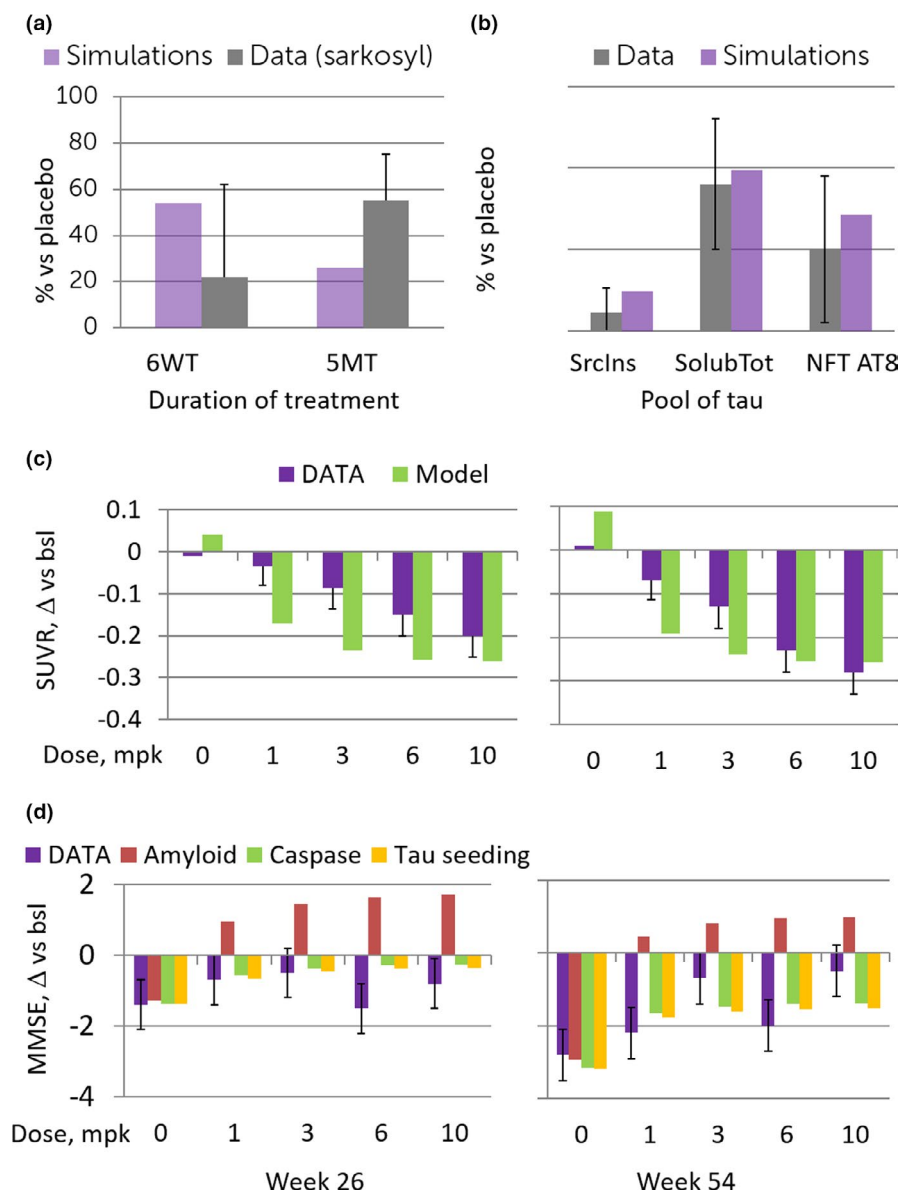 (a)
Simulations Data (sarkosyl)
% vs placebo
100
80
60
40
20
0
6WT 5MT
Duration of treatment
(b)
Data Simulations
% vs placebo
SrcIns SolubTot NFT AT8
Pool of tau
(c)
DATA Model
SUVR, Δ vs bsl
0.1
0
-0.1
-0.2
-0.3
-0.4
Dose, mpk 0 1 3 6 10
0 1 3 6 10
(d)
DATA Amyloid Caspase Tau seeding
MMSE, Δ vs bsl
2
0
-2
-4
Dose, mpk 0 1 3 6 10
0 1 3 6 10
Week 26
Week 54